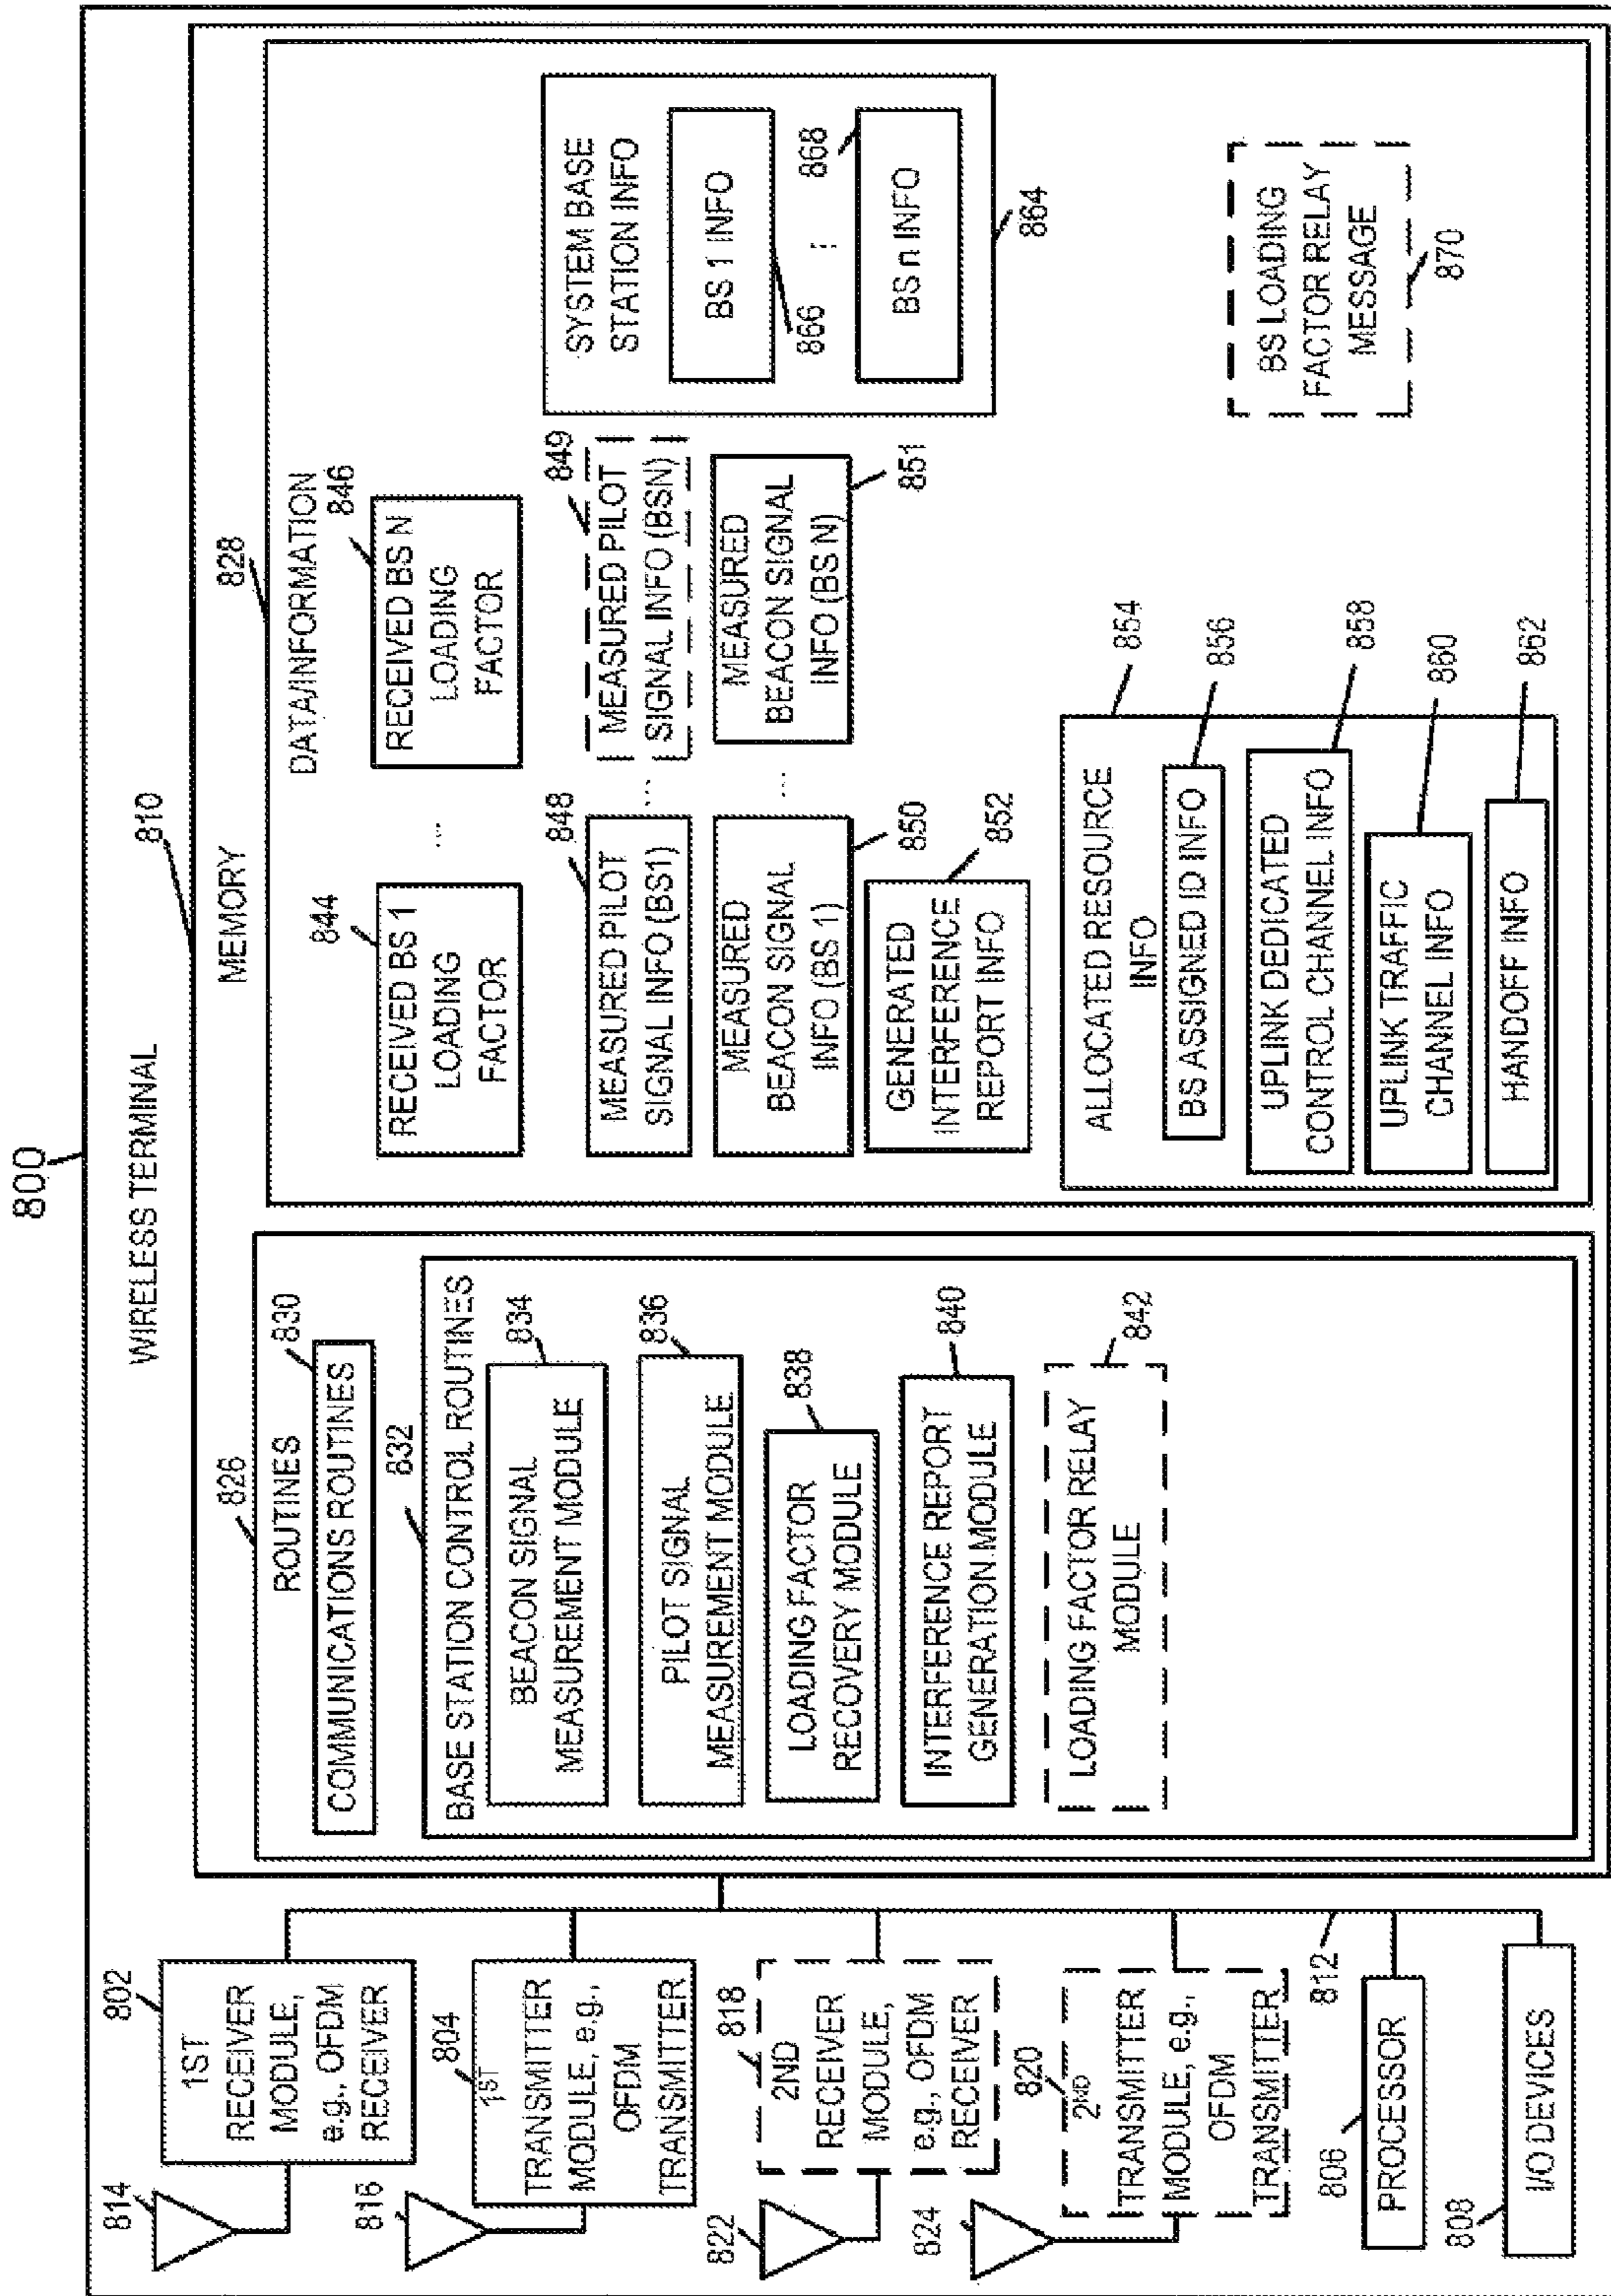 800
WIRELESS TERMINAL
810
814
802
1ST
RECEIVER
MODULE,
e.g., OFDM
RECEIVER
816
804
1ST
TRANSMITTER
MODULE, e.g.,
OFDM
TRANSMITTER
822
818
2ND
RECEIVER
MODULE,
e.g., OFDM
RECEIVER
824
820
2ND
TRANSMITTER
MODULE, e.g.,
OFDM
TRANSMITTER
806
PROCESSOR
812
808
I/O DEVICES
MEMORY
826
ROUTINES
830
COMMUNICATIONS ROUTINES
832
BASE STATION CONTROL ROUTINES
834
BEACON SIGNAL
MEASUREMENT MODULE
836
PILOT SIGNAL
MEASUREMENT MODULE
838
LOADING FACTOR
RECOVERY MODULE
840
INTERFERENCE REPORT
GENERATION MODULE
842
LOADING FACTOR RELAY
MODULE
828
DATA/INFORMATION
844
RECEIVED BS 1
LOADING
FACTOR
...
846
RECEIVED BS N
LOADING
FACTOR
848
MEASURED PILOT
SIGNAL INFO (BS1)
...
849
MEASURED PILOT
SIGNAL INFO (BSN)
850
MEASURED
BEACON SIGNAL
INFO (BS 1)
...
851
MEASURED
BEACON SIGNAL
INFO (BS N)
852
GENERATED
INTERFERENCE
REPORT INFO
854
ALLOCATED RESOURCE
INFO
856
BS ASSIGNED ID INFO
858
UPLINK DEDICATED
CONTROL CHANNEL INFO
860
UPLINK TRAFFIC
CHANNEL INFO
862
HANDOFF INFO
SYSTEM BASE
STATION INFO
BS 1 INFO
866
...
868
BS n INFO
864
BS LOADING
FACTOR RELAY
MESSAGE
870